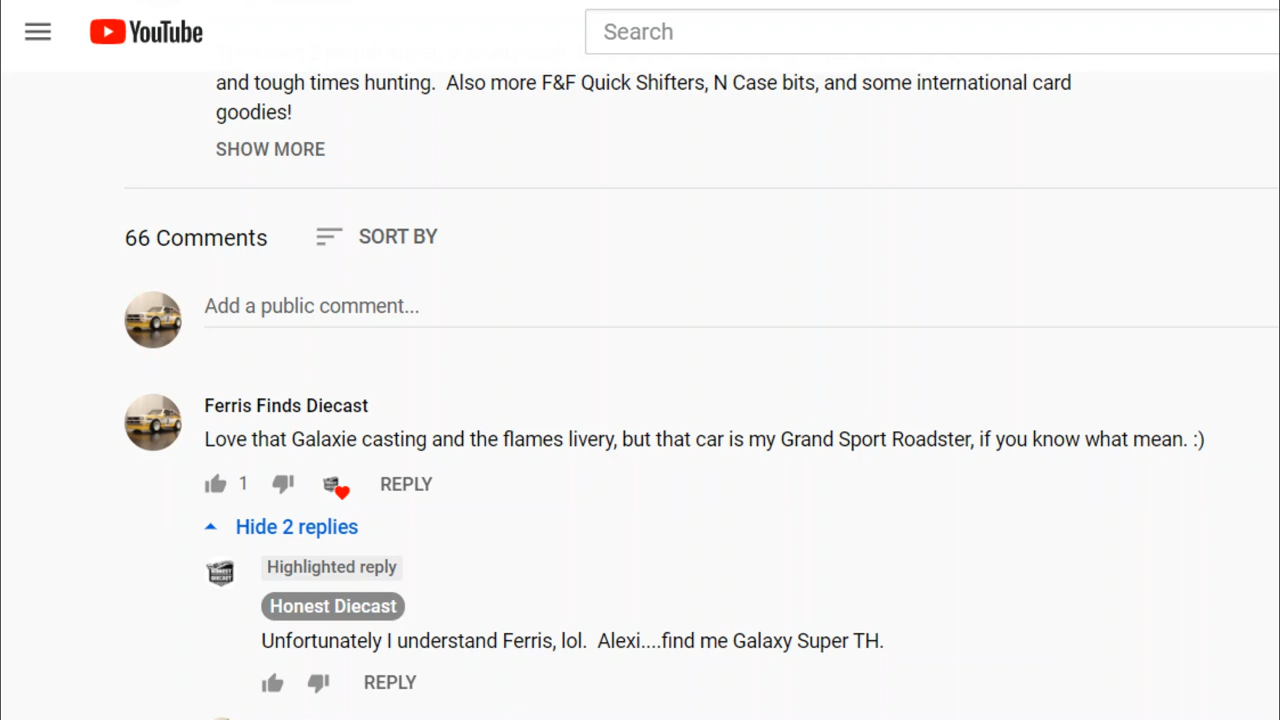 YouTube
Search
and tough times hunting.  Also more F&F Quick Shifters, N Case bits, and some international card
goodies!
SHOW MORE
66 Comments
SORT BY
Add a public comment...
Ferris Finds Diecast
Love that Galaxie casting and the flames livery, but that car is my Grand Sport Roadster, if you know what mean. :)
1
REPLY
Hide 2 replies
Highlighted reply
HONEST
DIECAST
Honest Diecast
Unfortunately I understand Ferris, lol.  Alexi....find me Galaxy Super TH.
REPLY